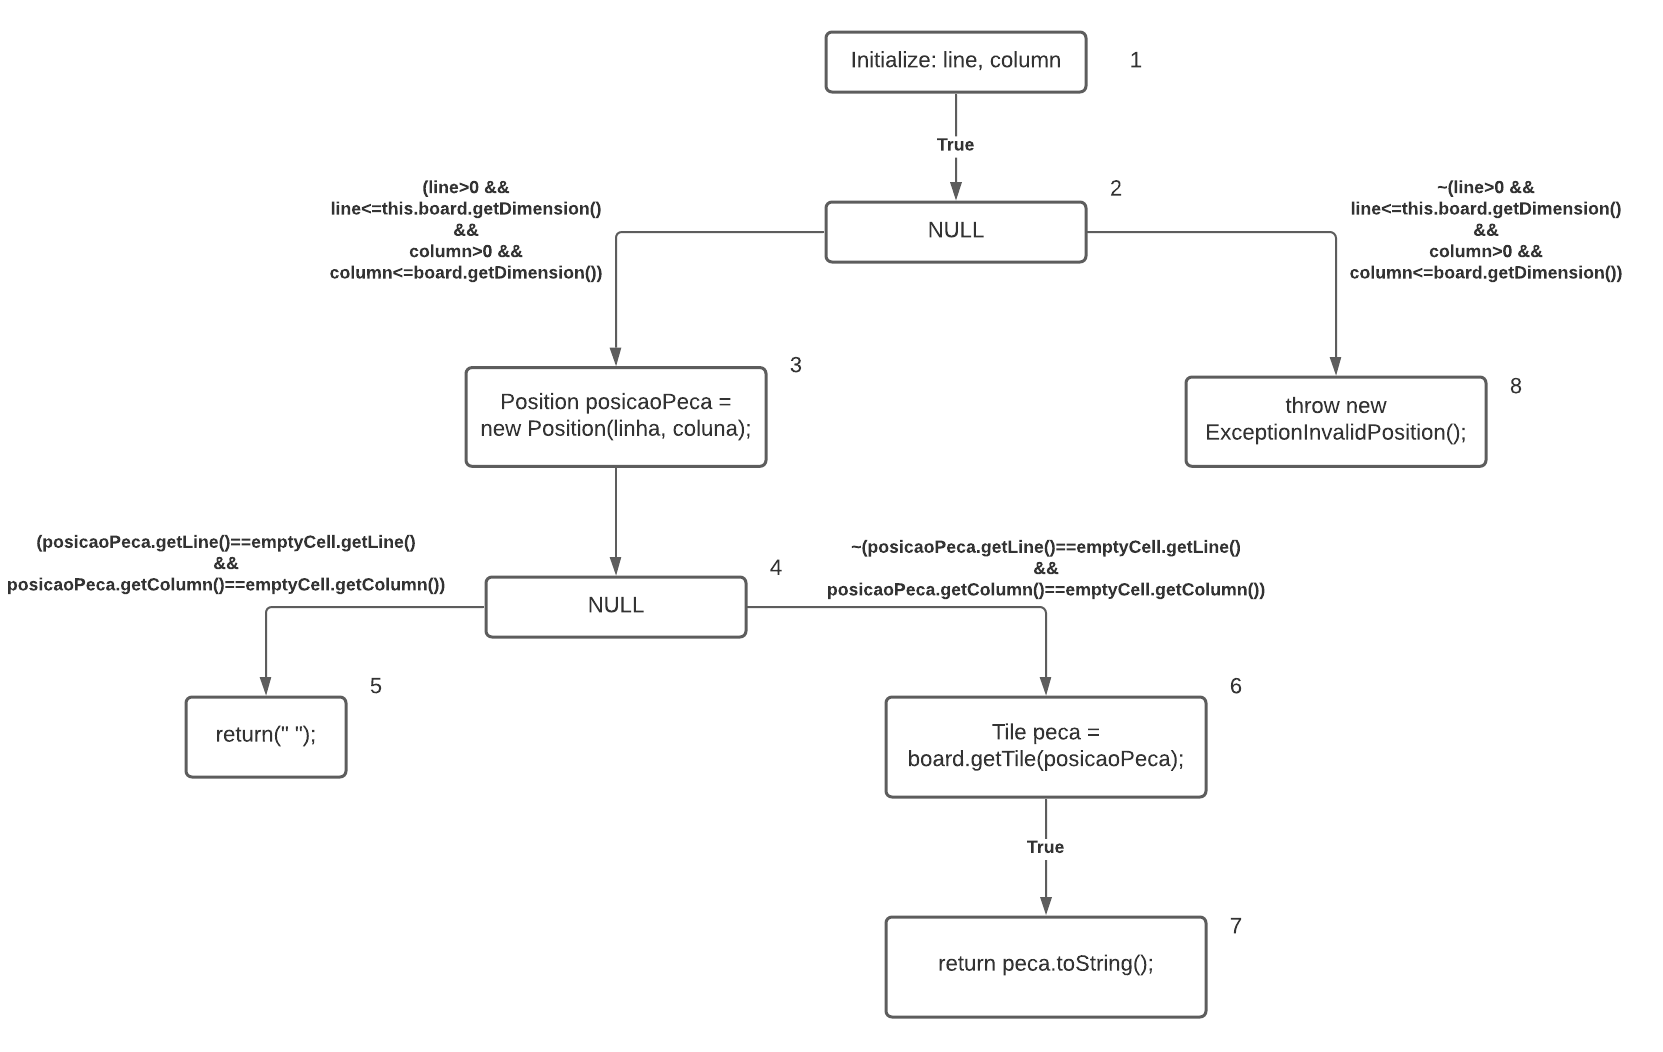 Initialize: line, column
1
True
2
(line>0 &&
line<=this.board.getDimension()
&&
column>0 &&
column<=board.getDimension())
NULL
~(line>0 &&
line<=this.board.getDimension()
&&
column>0 &&
column<=board.getDimension())
3
Position posicaoPeca =
new Position(linha, coluna);
8
throw new
ExceptionInvalidPosition();
(posicaoPeca.getLine()==emptyCell.getLine()
&&
posicaoPeca.getColumn()==emptyCell.getColumn())
4
NULL
~(posicaoPeca.getLine()==emptyCell.getLine()
&&
posicaoPeca.getColumn()==emptyCell.getColumn())
5
return(" ");
6
Tile peca =
board.getTile(posicaoPeca);
True
7
return peca.toString();